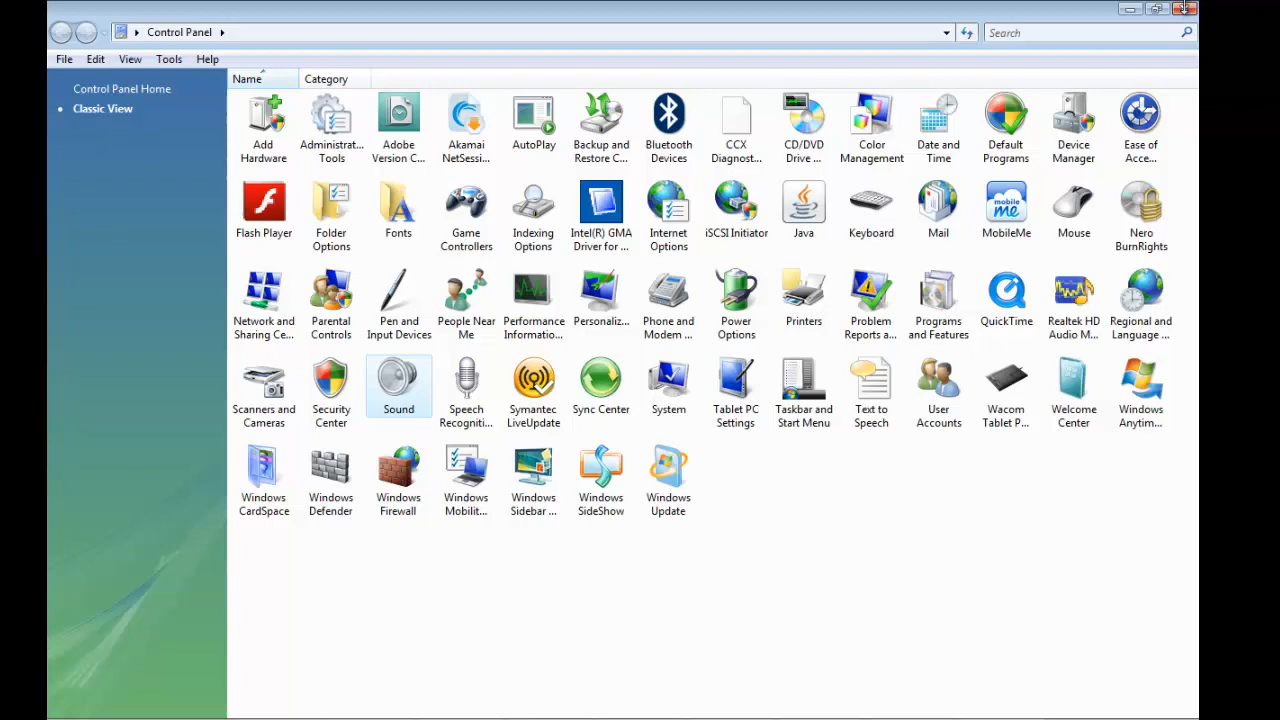 Control Panel
Search
File Edit View Tools Help
Control Panel Home
Classic View
Name Category
Add Hardware
Administrat... Tools
Adobe Version C...
Akamai NetSessi...
AutoPlay
Backup and Restore C...
Bluetooth Devices
CCX Diagnost...
CD/DVD Drive ...
Color Management
Date and Time
Default Programs
Device Manager
Ease of Acce...
Flash Player
Folder Options
Fonts
Game Controllers
Indexing Options
Intel(R) GMA Driver for ...
Internet Options
iSCSI Initiator
Java
Keyboard
Mail
mobile me
MobileMe
Mouse
Nero BurnRights
Network and Sharing Ce...
Parental Controls
Pen and Input Devices
People Near Me
Performance Informatio...
Personaliz...
Phone and Modem ...
Power Options
Printers
Problem Reports a...
Programs and Features
QuickTime
Realtek HD Audio M...
Regional and Language ...
Scanners and Cameras
Security Center
Sound
Speech Recogniti...
Symantec LiveUpdate
Sync Center
System
Tablet PC Settings
Taskbar and Start Menu
Text to Speech
User Accounts
Wacom Tablet P...
Welcome Center
Windows Anytim...
Windows CardSpace
Windows Defender
Windows Firewall
Windows Mobilit...
Windows Sidebar ...
Windows SideShow
Windows Update